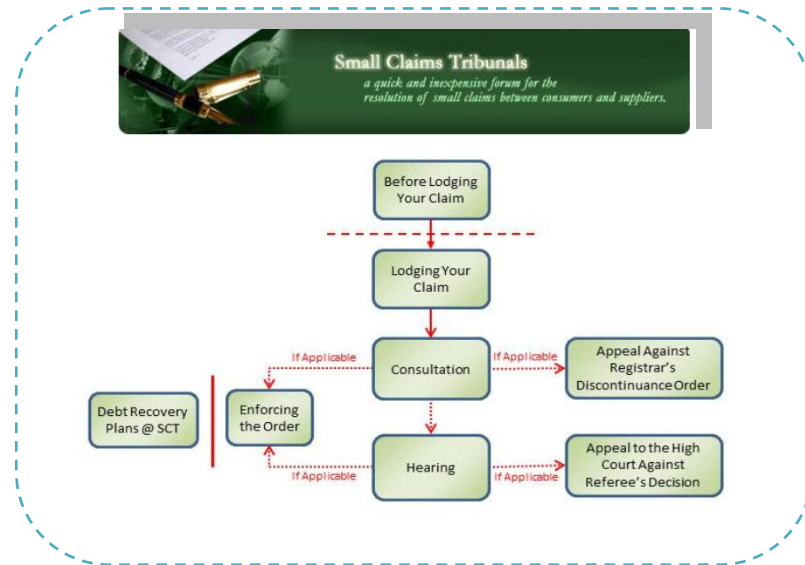 Small Claims Tribunals
a quick and inexpensive forum for the
resolution of small claims between consumers and suppliers.
Before Lodging
Your Claim
Lodging Your
Claim
If Applicable
Consultation
If Applicable
Appeal Against
Registrar's
Discontinuance Order
Debt Recovery
Plans @ SCT
Enforcing
the Order
If Applicable
Hearing
If Applicable
Appeal to the High
Court Against
Referee's Decision